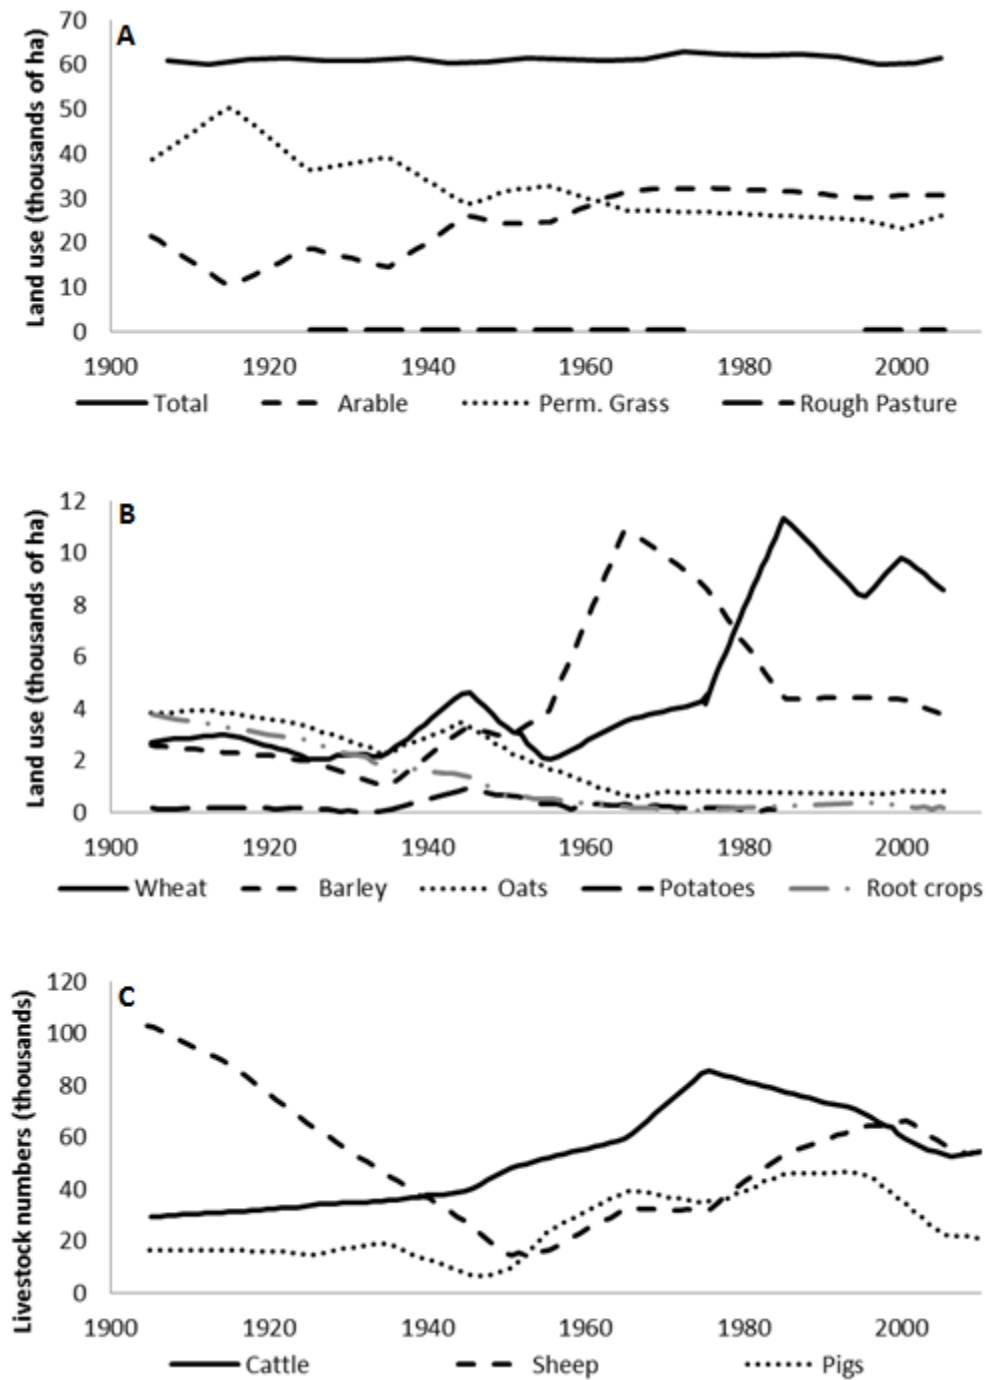 70
A
60
50
40
30
20
10
0
Land use (thousands of ha)
1900 1920 1940 1960 1980 2000
Total Arable Perm. Grass Rough Pasture
12
B
10
8
6
4
2
0
Land use (thousands of ha)
1900 1920 1940 1960 1980 2000
Wheat Barley Oats Potatoes Root crops
120
C
100
80
60
40
20
0
Livestock numbers (thousands)
1900 1920 1940 1960 1980 2000
Cattle Sheep Pigs